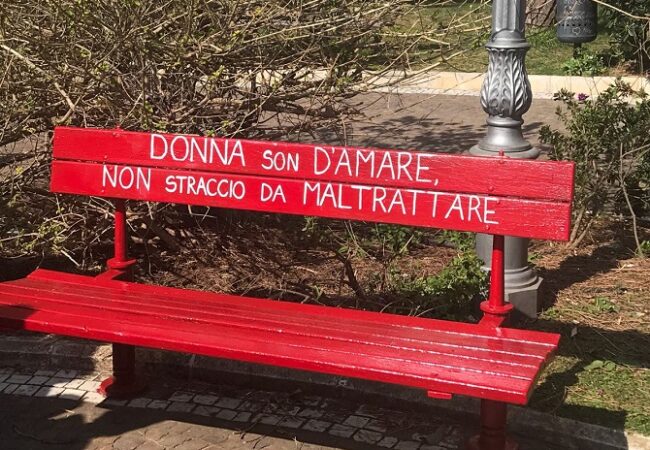 DONNA SON D'AMARE,
NON STRACCIO DA MALTRATTARE